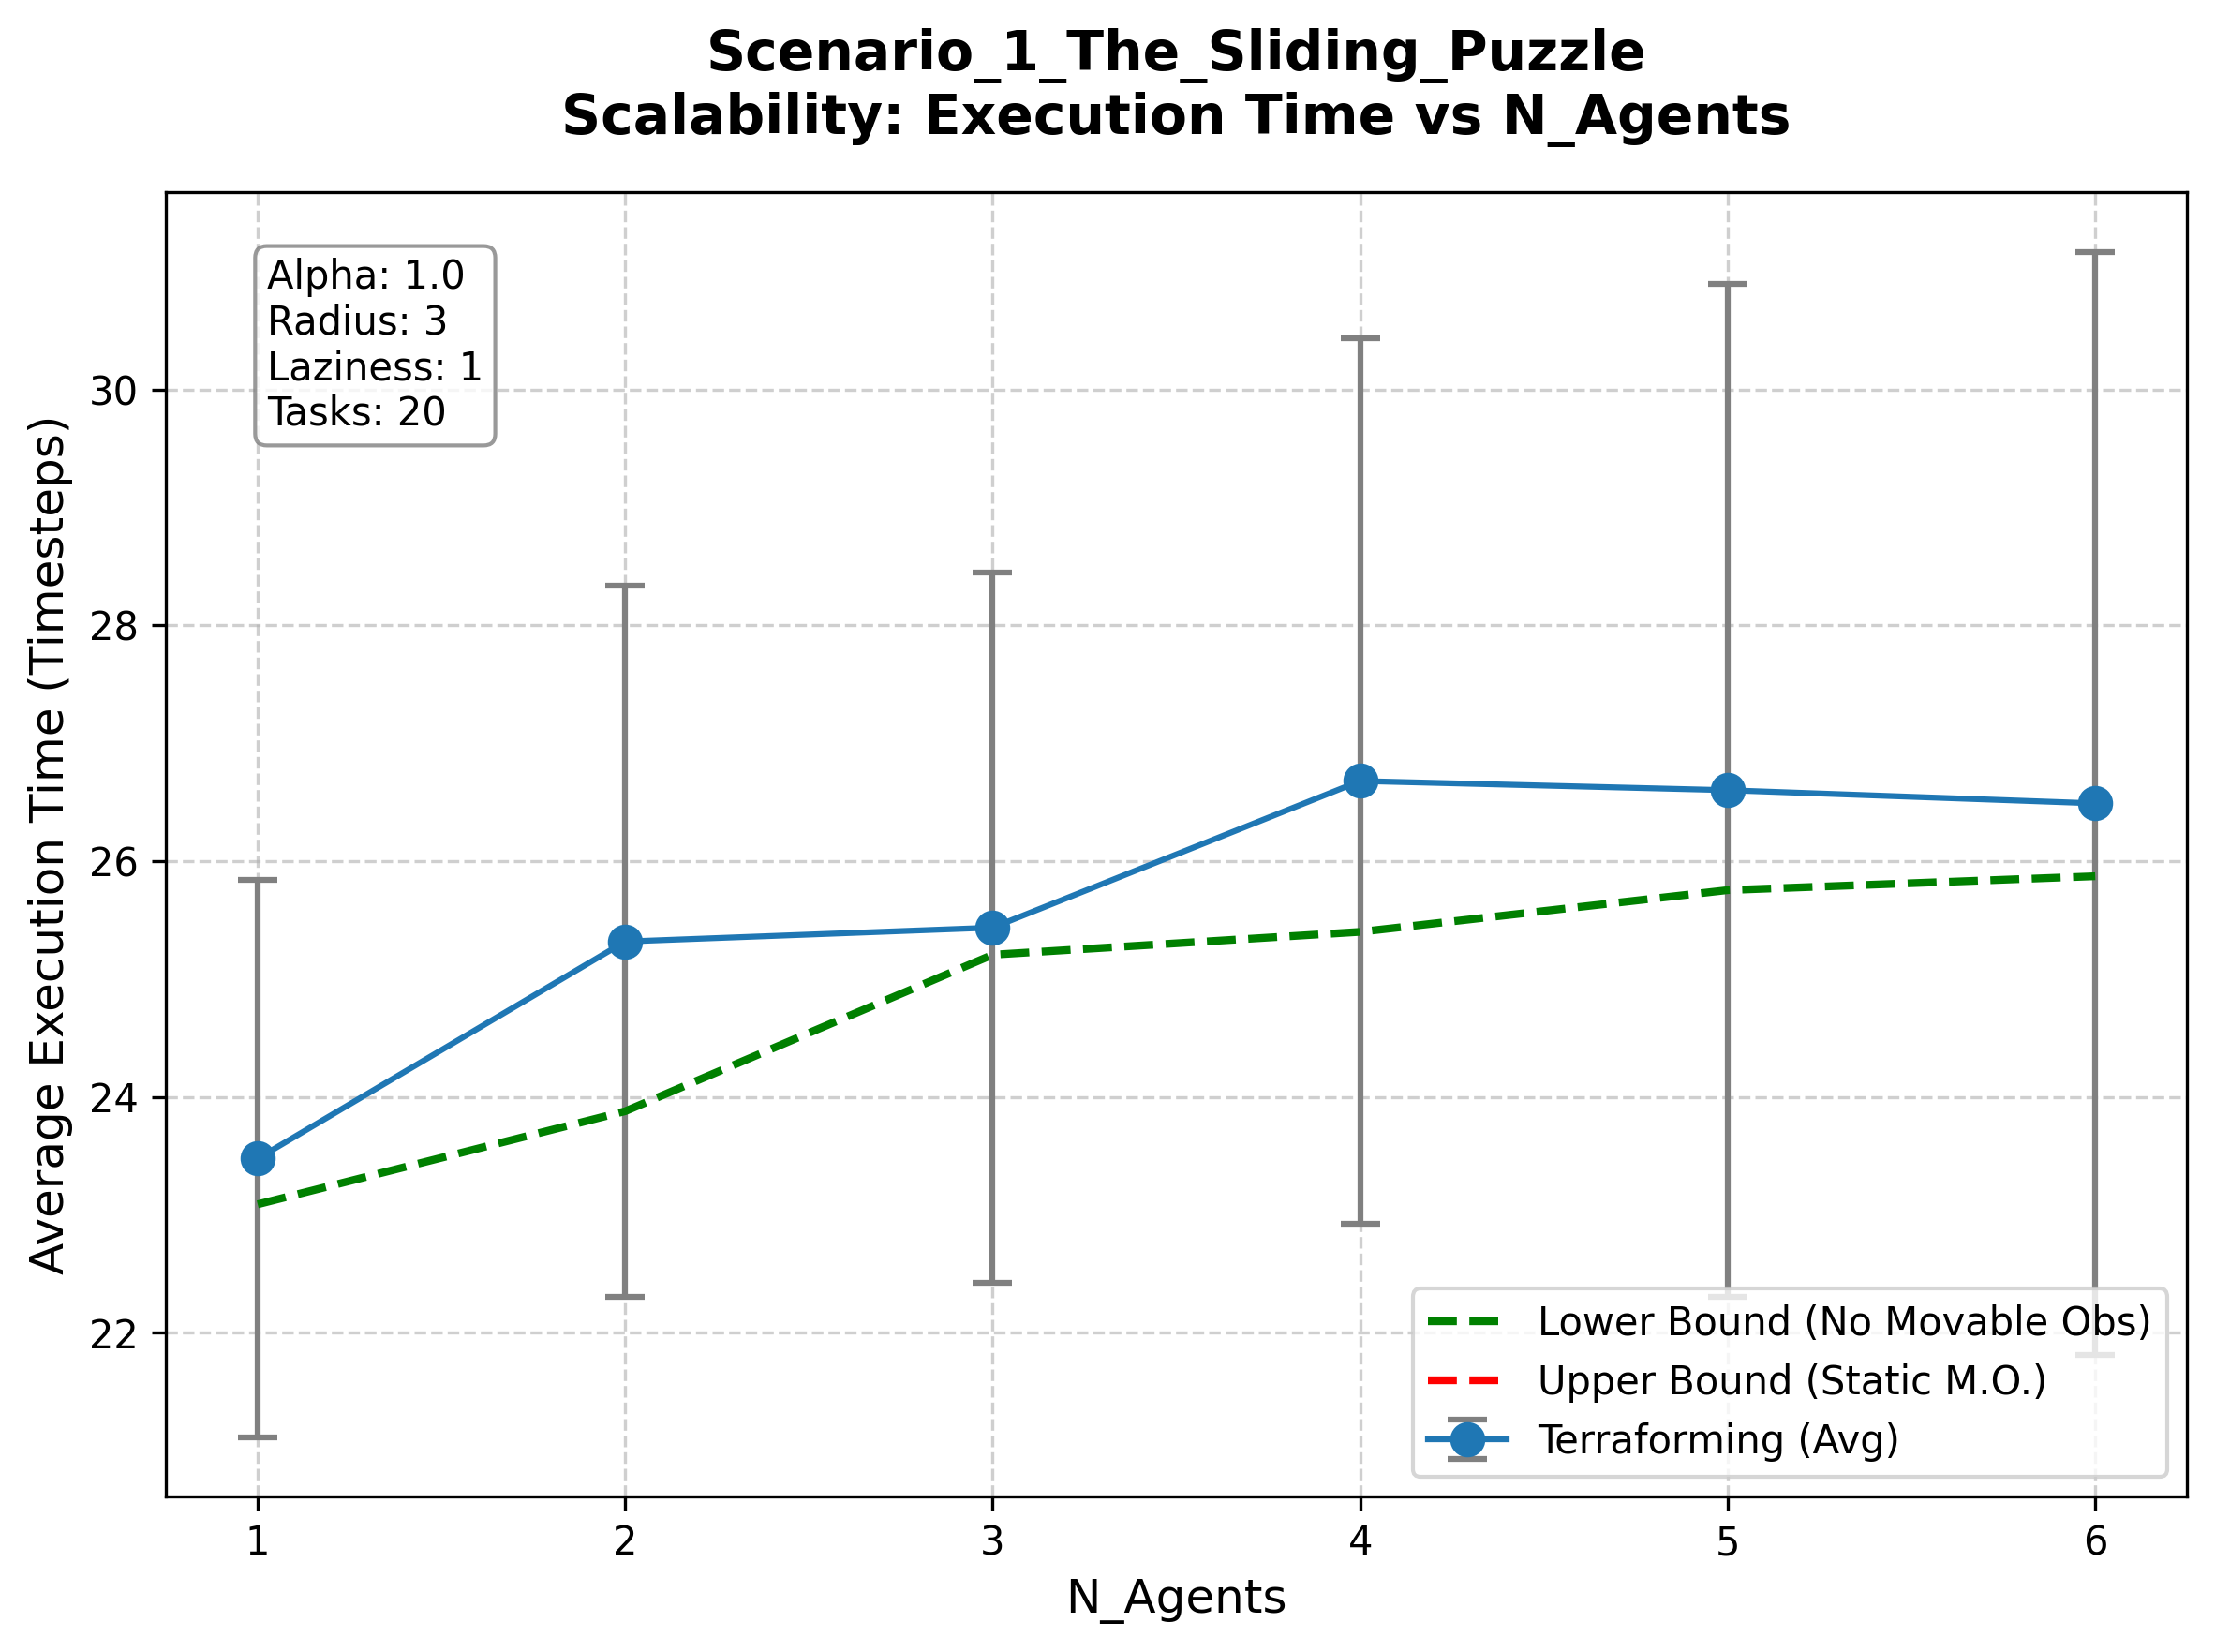 Scenario_1_The_Sliding_Puzzle
Scalability: Execution Time vs N_Agents
Alpha: 1.0
Radius: 3
Laziness: 1
Tasks: 20
Average Execution Time (Timesteps)
30
28
26
24
22
Lower Bound (No Movable Obs)
Upper Bound (Static M.O.)
Terraforming (Avg)
1 2 3 4 5 6
N_Agents